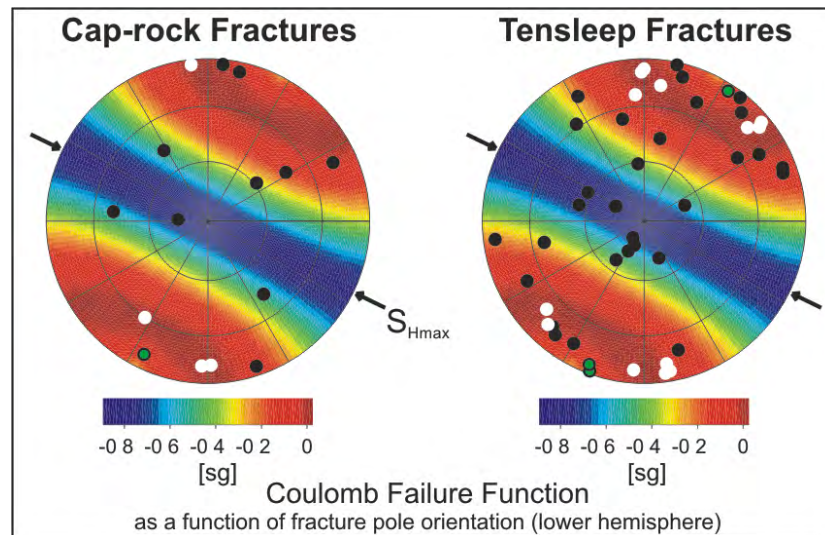 Cap-rock Fractures
Tensleep Fractures
S_Hmax
-0 8 -0 6 -0 4 -0 2 0
[sg]
-0 8 -0 6 -0 4 -0 2 0
[sg]
Coulomb Failure Function
as a function of fracture pole orientation (lower hemisphere)